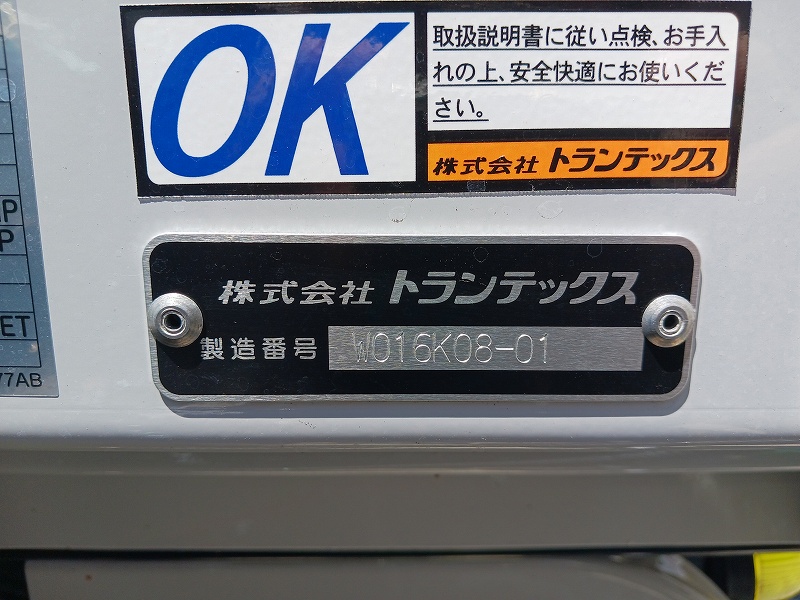 OK
取扱説明書に従い点検、お手入
れの上、安全快適にお使いくだ
さい。
株式会社 トランテックス
株式会社 トランテックス
製造番号 W016K08-01
P
ET
7AB